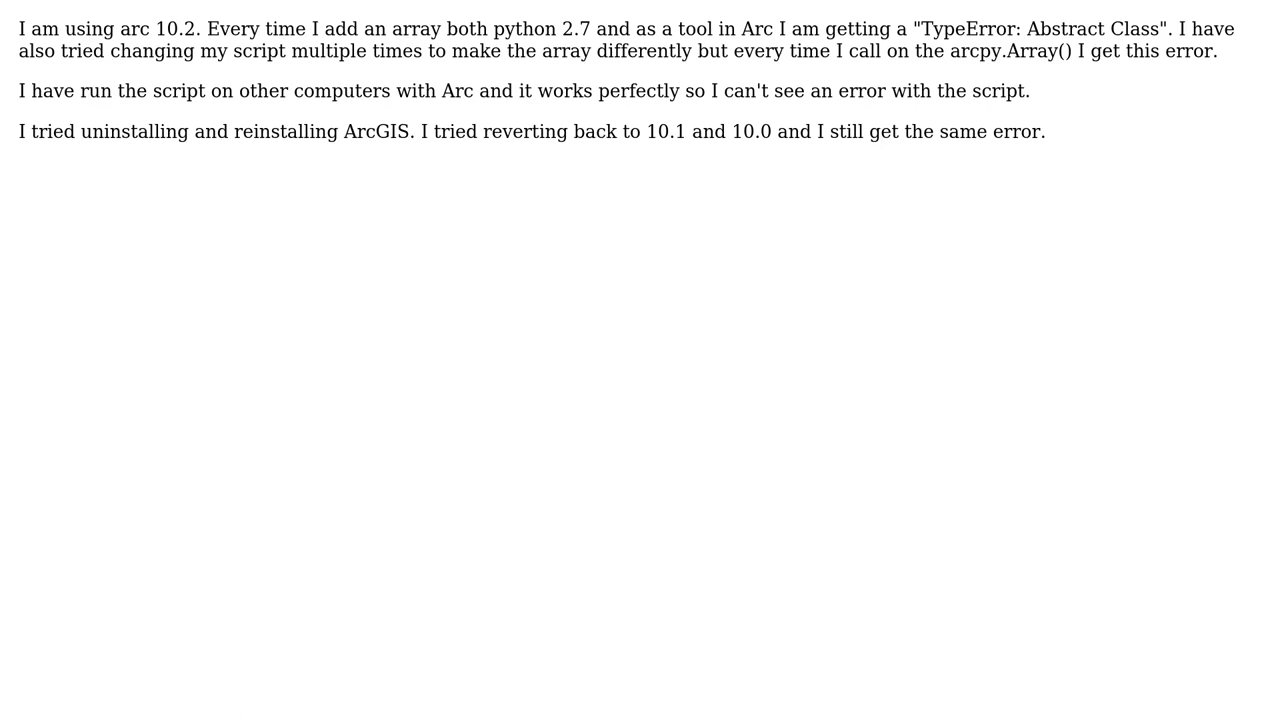 I am using arc 10.2. Every time I add an array both python 2.7 and as a tool in Arc I am getting a "TypeError: Abstract Class". I have
also tried changing my script multiple times to make the array differently but every time I call on the arcpy.Array() I get this error.
I have run the script on other computers with Arc and it works perfectly so I can't see an error with the script.
I tried uninstalling and reinstalling ArcGIS. I tried reverting back to 10.1 and 10.0 and I still get the same error.